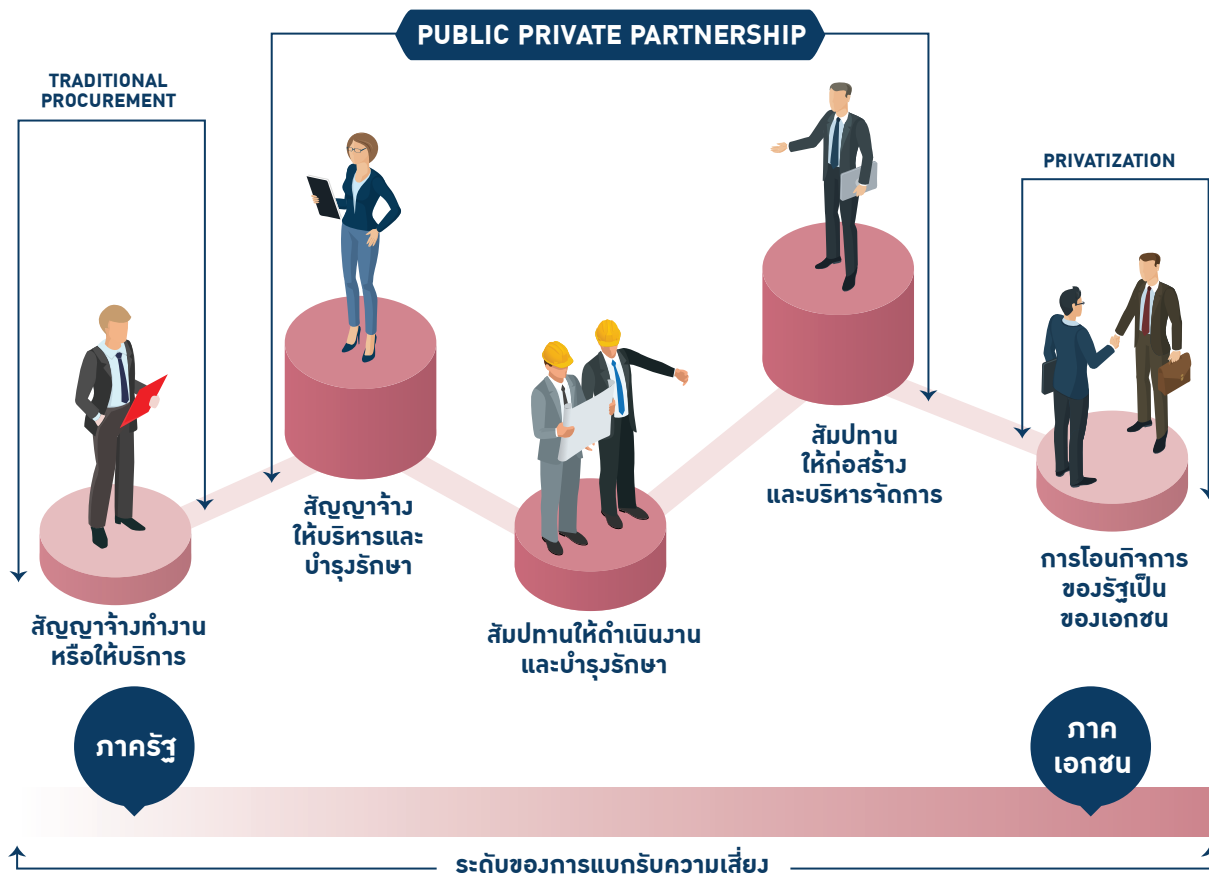 PUBLIC PRIVATE PARTNERSHIP
TRADITIONAL
PROCUREMENT
PRIVATIZATION
สัญญาจ้างทำงาน
หรือให้บริการ
สัญญาจ้าง
ให้บริหารและ
บำรุงรักษา
สัมปทานให้ดำเนินงาน
และบำรุงรักษา
สัมปทาน
ให้ก่อสร้าง
และบริหารจัดการ
การโอนกิจการ
ของรัฐเป็น
ของเอกชน
ภาครัฐ
ภาค
เอกชน
ระดับของการแบกรับความเสี่ยง